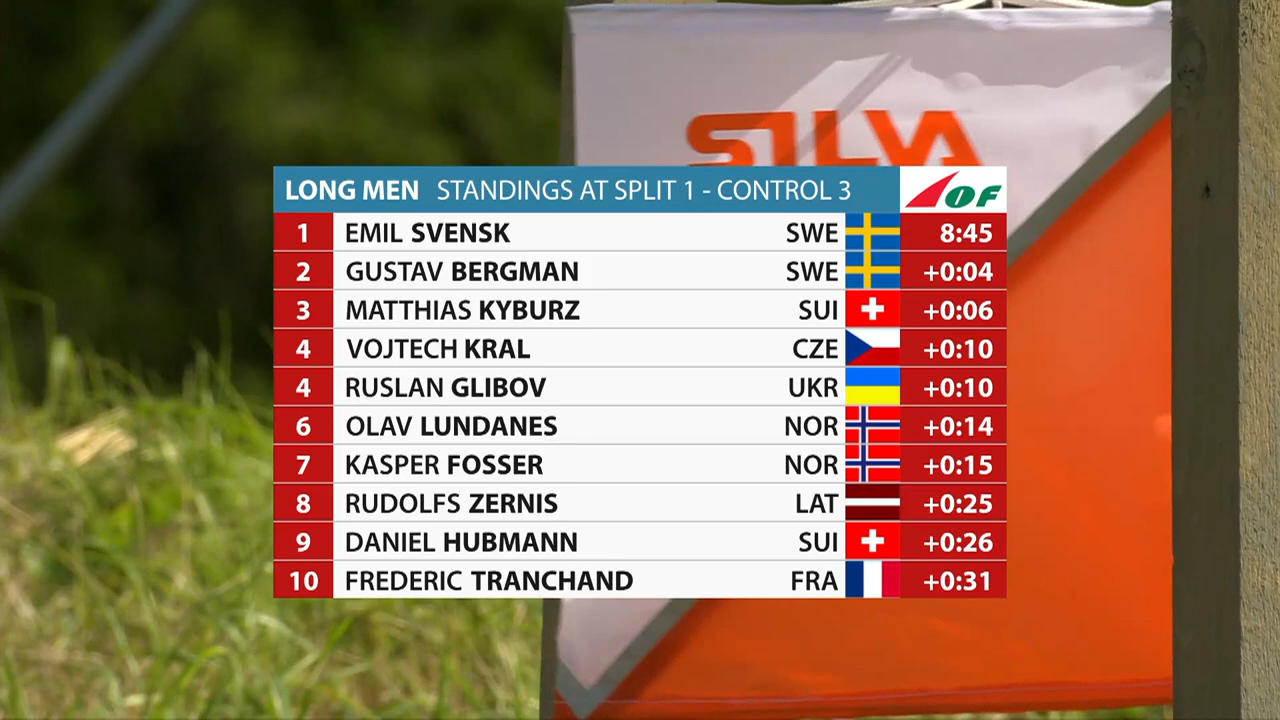 SILVA
LONG MEN STANDINGS AT SPLIT 1 - CONTROL 3 IOF
1 EMIL SVENSK SWE 8:45
2 GUSTAV BERGMAN SWE +0:04
3 MATTHIAS KYBURZ SUI +0:06
4 VOJTECH KRAL CZE +0:10
4 RUSLAN GLIBOV UKR +0:10
6 OLAV LUNDANES NOR +0:14
7 KASPER FOSSER NOR +0:15
8 RUDOLFS ZERNIS LAT +0:25
9 DANIEL HUBMANN SUI +0:26
10 FREDERIC TRANCHAND FRA +0:31